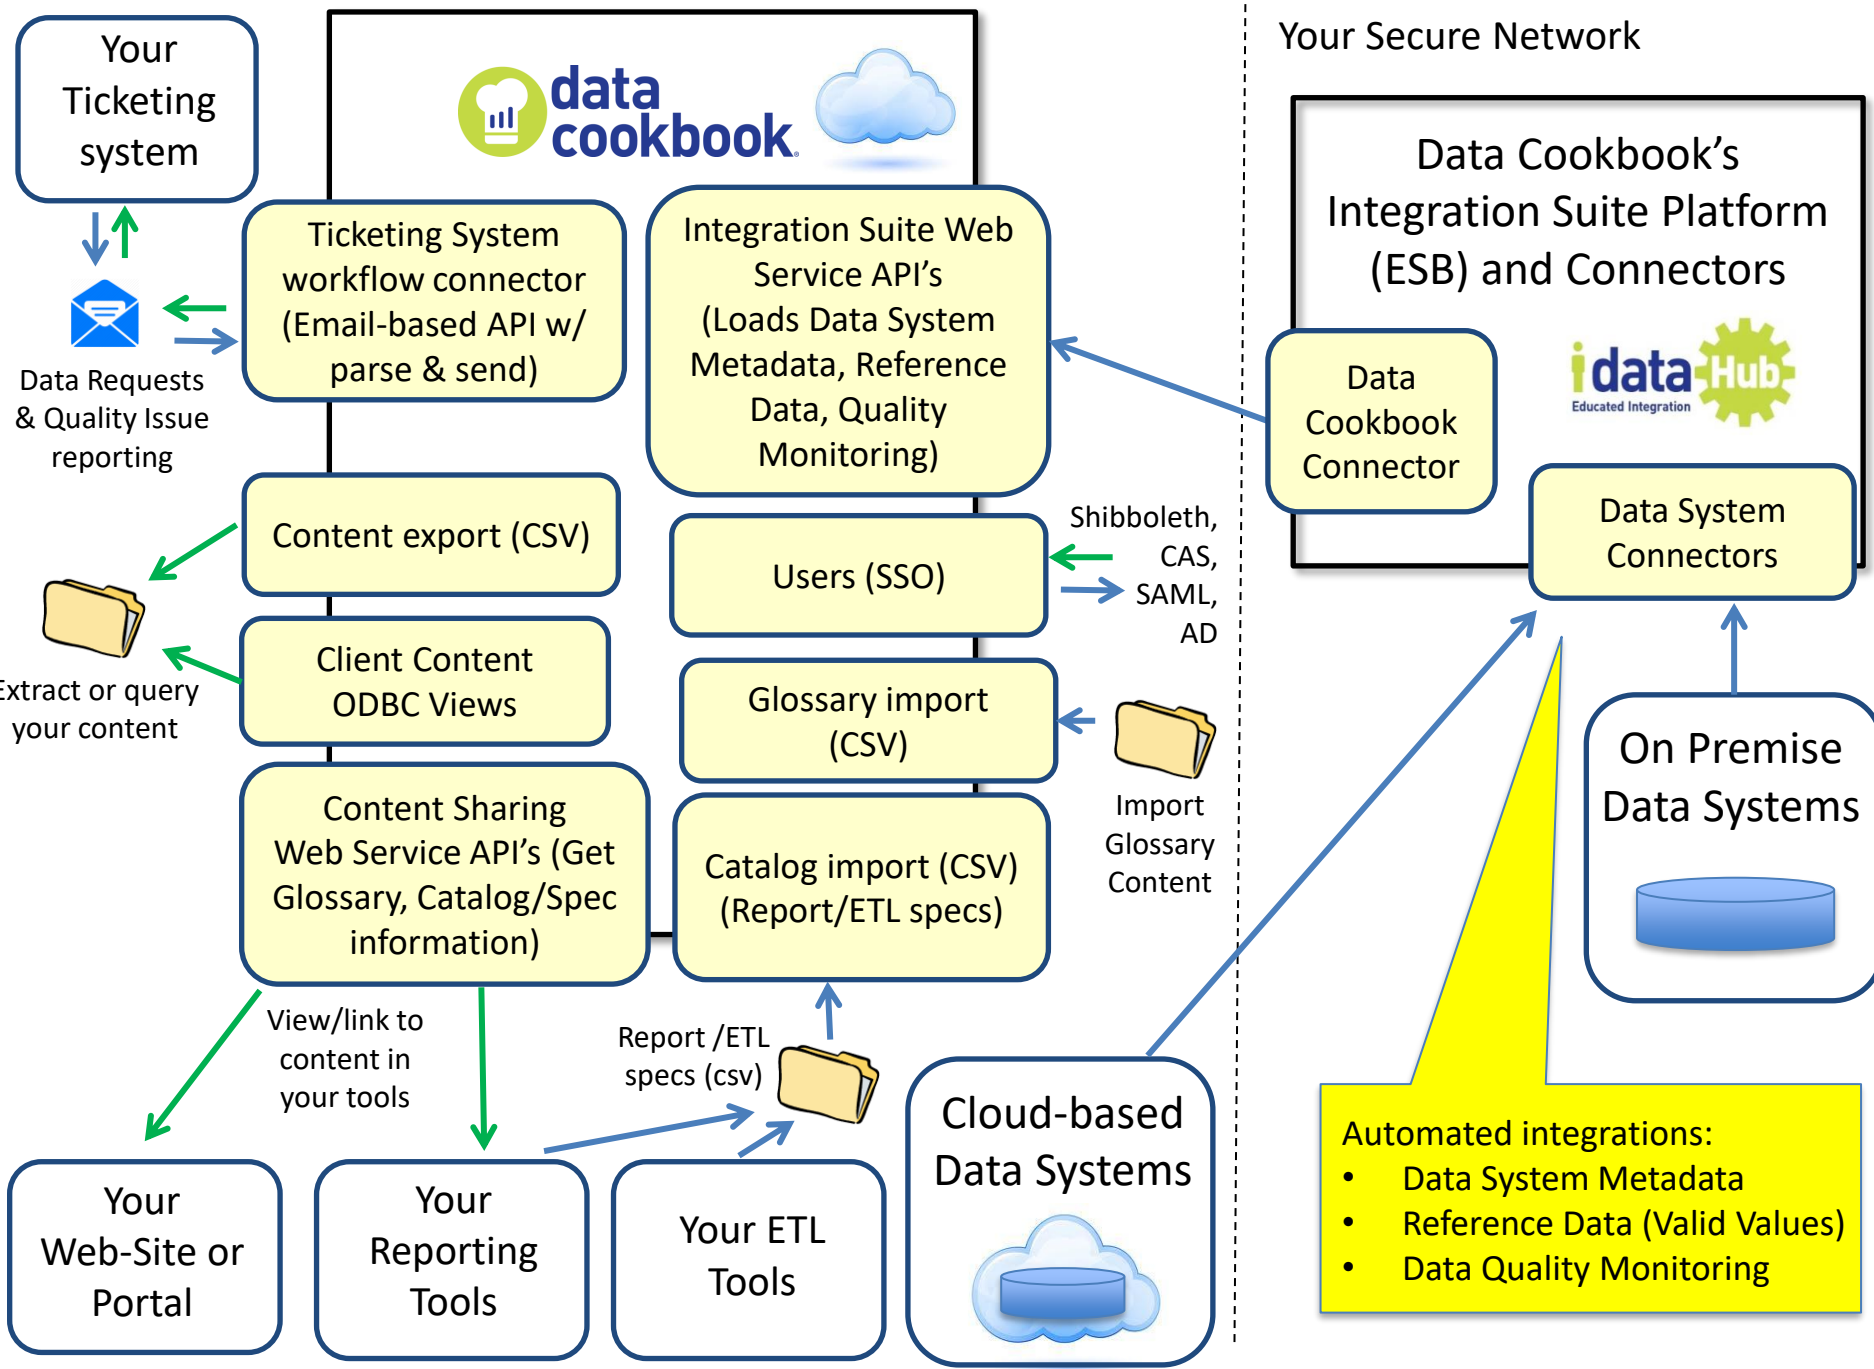 Your
Ticketing
system
data
cookbook
Your Secure Network
Data Cookbook's
Integration Suite Platform
(ESB) and Connectors
Ticketing System
workflow connector
(Email-based API w/
parse & send)
Integration Suite Web
Service API's
(Loads Data System
Metadata, Reference
Data, Quality
Monitoring)
Data
Cookbook
Connector
idataHub
Educated Integration
Data Requests
& Quality Issue
reporting
Content export (CSV)
Users (SSO)
Shibboleth,
CAS,
SAML,
AD
Data System
Connectors
Client Content
ODBC Views
Extract or query
your content
Glossary import
(CSV)
Import
Glossary
Content
On Premise
Data Systems
Content Sharing
Web Service API's (Get
Glossary, Catalog/Spec
information)
Catalog import (CSV)
(Report/ETL specs)
View/link to
content in
your tools
Report /ETL
specs (csv)
Your
Web-Site or
Portal
Your
Reporting
Tools
Your ETL
Tools
Cloud-based
Data Systems
Automated integrations:
• Data System Metadata
• Reference Data (Valid Values)
• Data Quality Monitoring